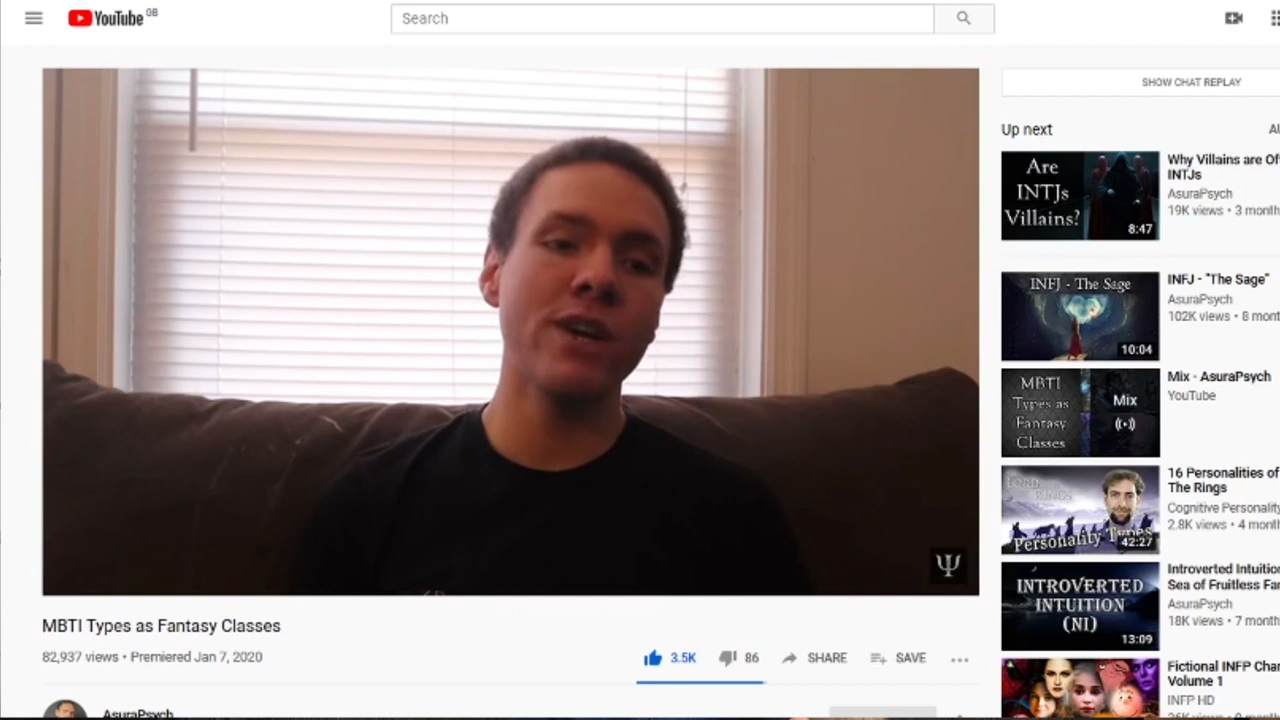 YouTube GB
Search
SHOW CHAT REPLAY
Up next
Are
INTJs
Villains?
8:47
Why Villains are Of
INTJs
AsuraPsych
19K views • 3 month
INFJ - The Sage
10:04
INFJ - "The Sage"
AsuraPsych
102K views • 8 mont
MBTI
Types as
Fantasy
Classes
Mix
Mix - AsuraPsych
YouTube
LORD
RINGS
Personality Types
42:27
16 Personalities of
The Rings
Cognitive Personality
2.8K views • 4 month
INTROVERTED
INTUITION
(NI)
13:09
Introverted Intuition
Sea of Fruitless Fan
AsuraPsych
18K views • 7 month
Fictional INFP Char
Volume 1
INFP HD
Ψ
MBTI Types as Fantasy Classes
82,937 views • Premiered Jan 7, 2020
3.5K
86
SHARE
SAVE
AsuraPsych